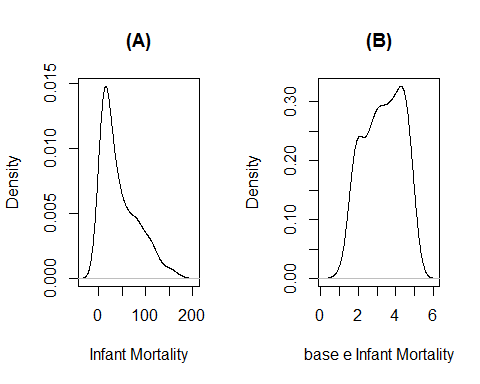 (A)
Density
0.000 0.005 0.010 0.015
0 100 200
Infant Mortality
(B)
Density
0.00 0.10 0.20 0.30
0 2 4 6
base e Infant Mortality